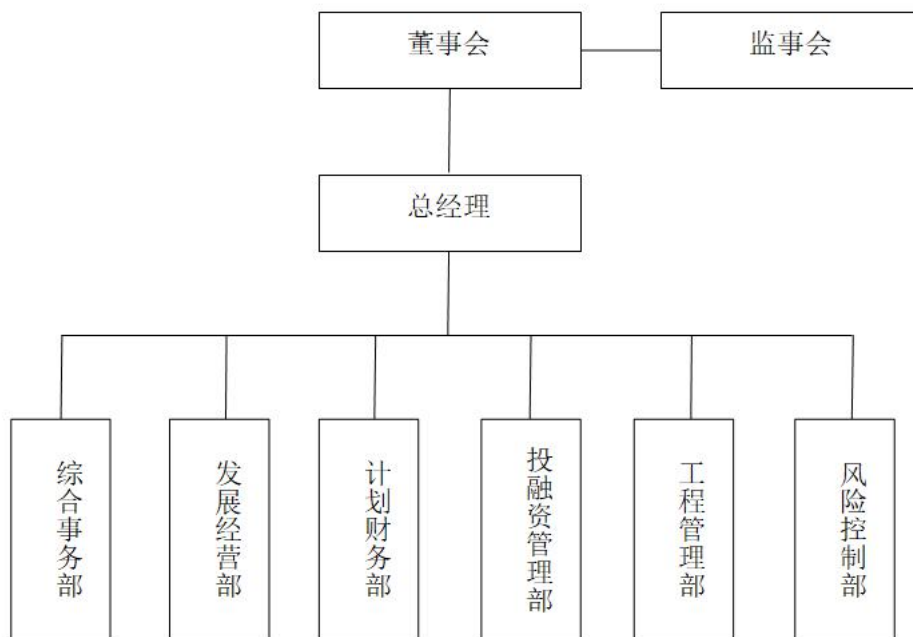 董事会
监事会
总经理
综合事务部
发展经营部
计划财务部
投融资管理部
工程管理部
风险控制部